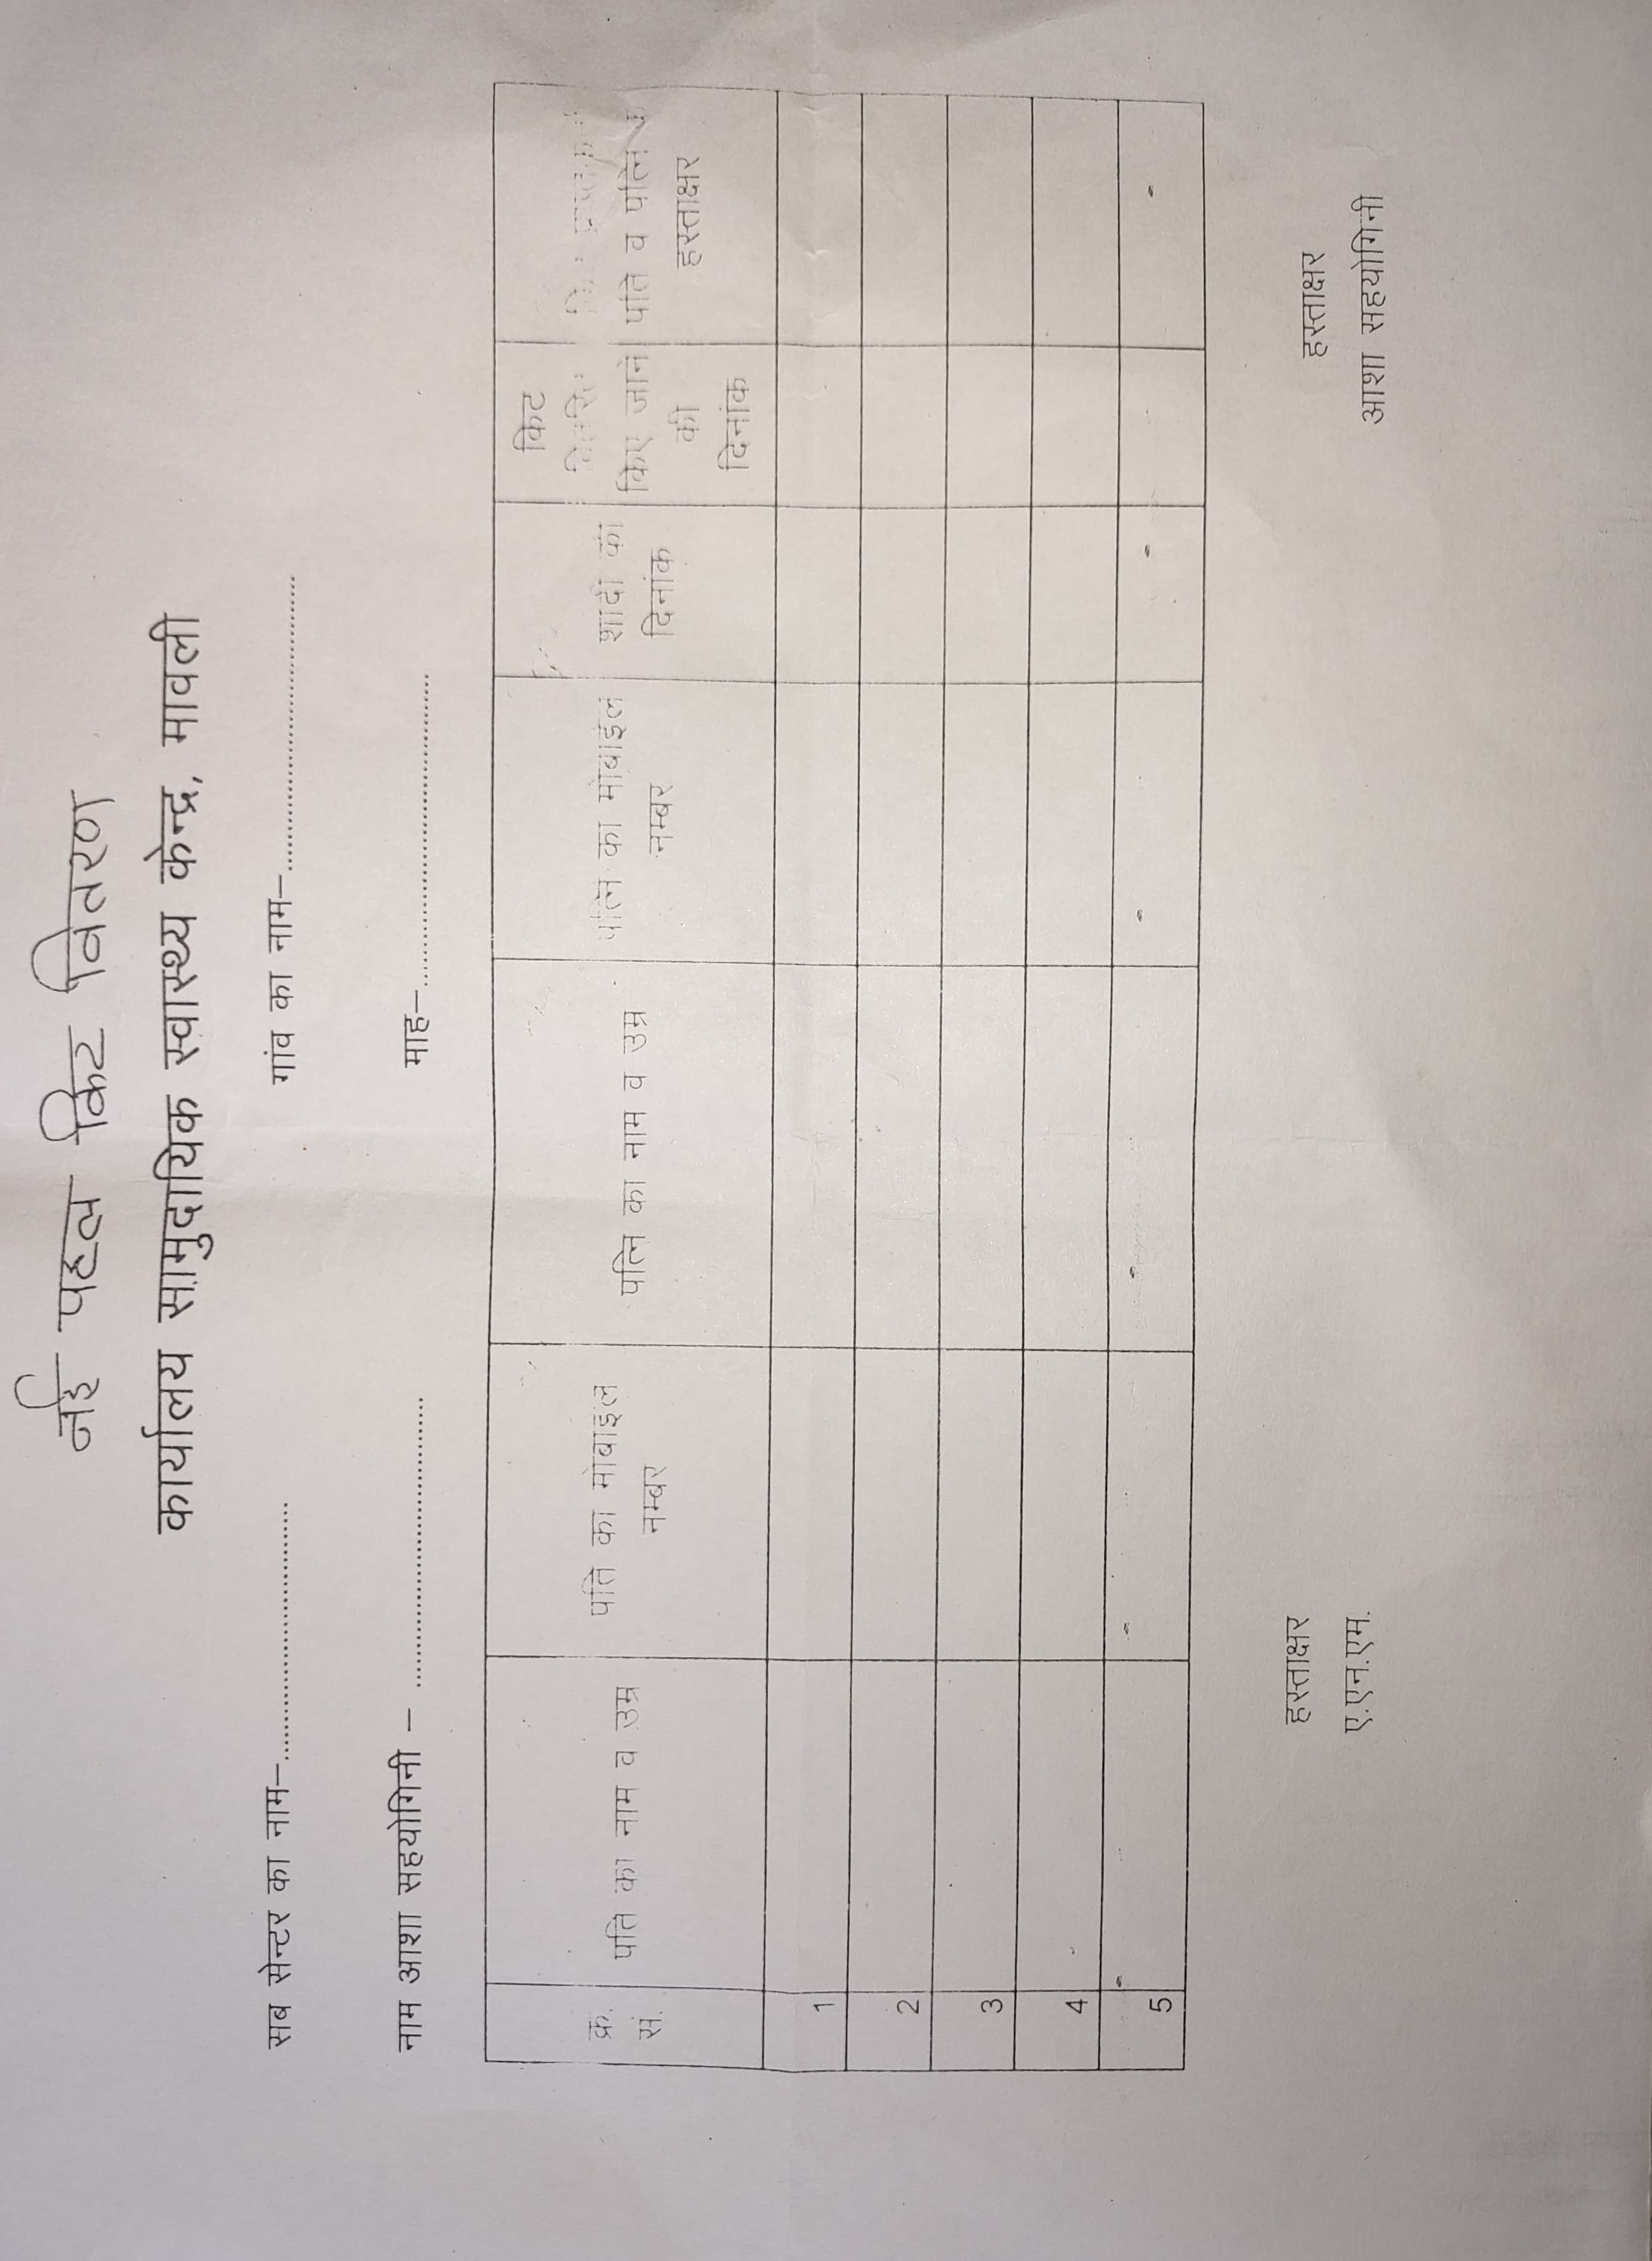 नई पहल किट वितरण
कार्यालय सामुदायिक स्वास्थ्य केन्द्र, मावली
सब सेन्टर का नाम–.............................. गांव का नाम–..............................
नाम आशा सहयोगिनी – .............................. माह–..............................
क्र. सं.
पति का नाम व उम्र
पति का मोबाइल
नम्बर
पत्नि का नाम व उम्र
पत्नि का मोबाइल
नम्बर
शादी की
दिनांक
किट
किए जाने
की
दिनांक
पति व पत्नि के
हस्ताक्षर
1
2
3
4
5
हस्ताक्षर
ए.एन.एम.
हस्ताक्षर
आशा सहयोगिनी